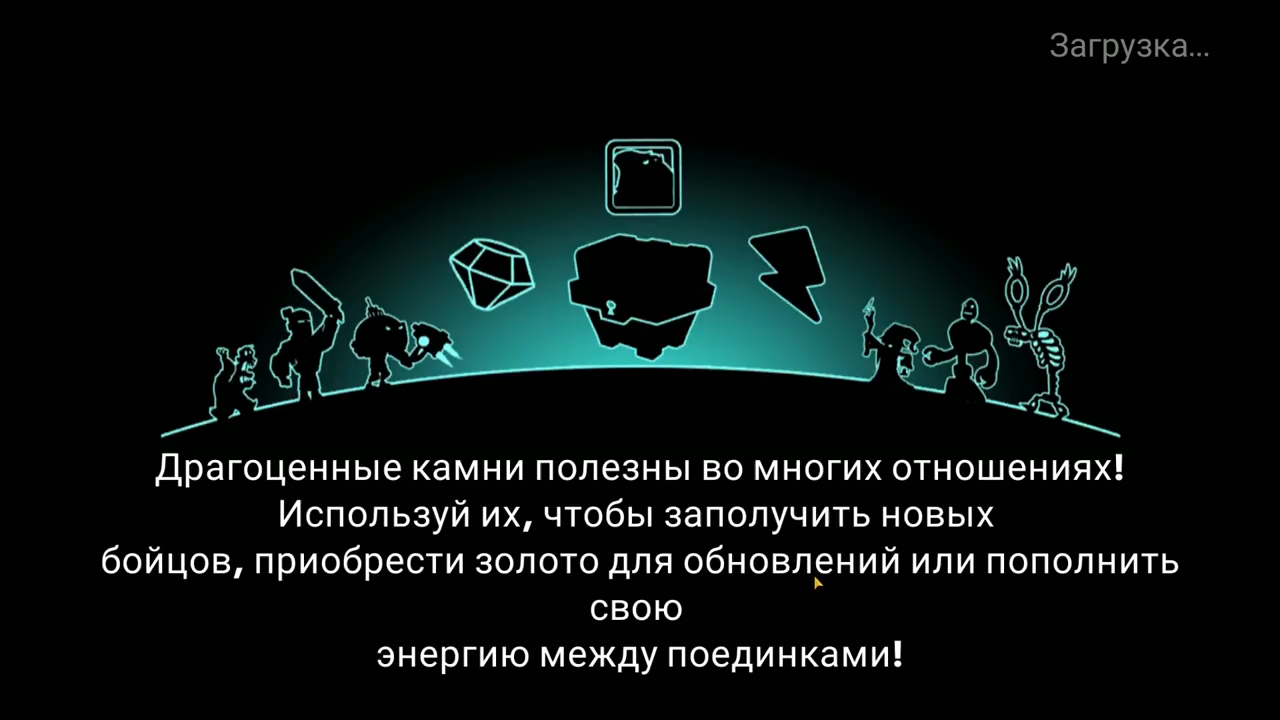 Загрузка...
Драгоценные камни полезны во многих отношениях!
Используй их, чтобы заполучить новых
бойцов, приобрести золото для обновлений или пополнить
свою
энергию между поединками!